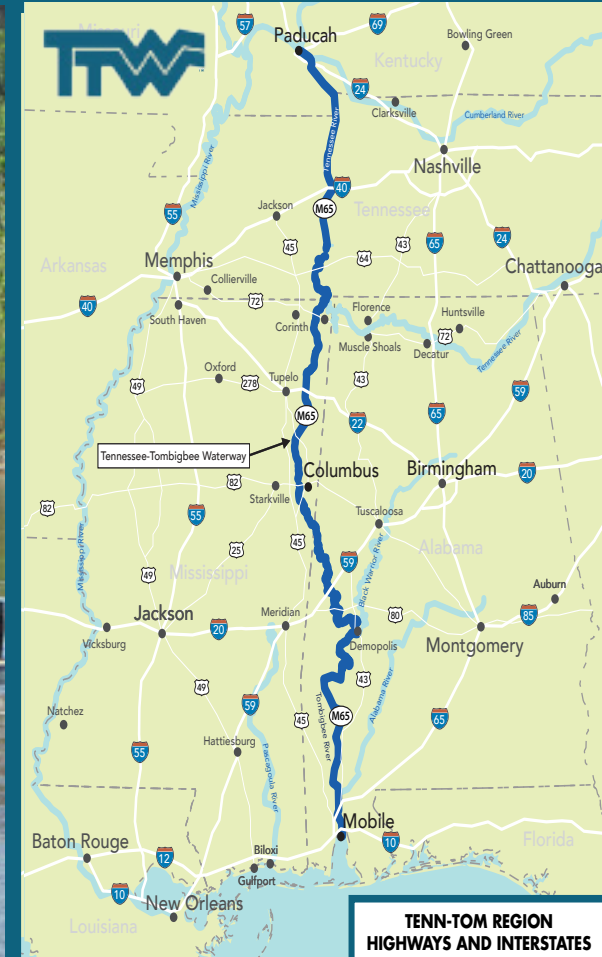 TTW
Missouri
57
69
Paducah
Bowling Green
Kentucky
24
Clarksville
Cumberland River
Tennessee River
Nashville
Mississippi River
40
M65
55
Jackson
Tennessee
45
43
65
24
64
Arkansas
Memphis
Chattanooga
Collierville
72
40
South Haven
Corinth
Florence
Huntsville
Muscle Shoals
72
Decatur
Tennessee River
Oxford
278
Tupelo
43
49
59
M65
22
65
Tennessee-Tombigbee Waterway
Columbus
Birmingham
20
82
Starkville
82
55
Tuscaloosa
Mississippi River
45
25
Alabama
59
Black Warrior River
49
Mississippi
Auburn
Jackson
Meridian
80
85
20
Vicksburg
Demopolis
Montgomery
49
43
Alabama River
59
Tombigbee River
M65
65
45
Natchez
Hattiesburg
55
Pascagoula River
Mobile
Baton Rouge
10
Florida
12
Biloxi
Gulfport
10
New Orleans
Louisiana
TENN-TOM REGION
HIGHWAYS AND INTERSTATES